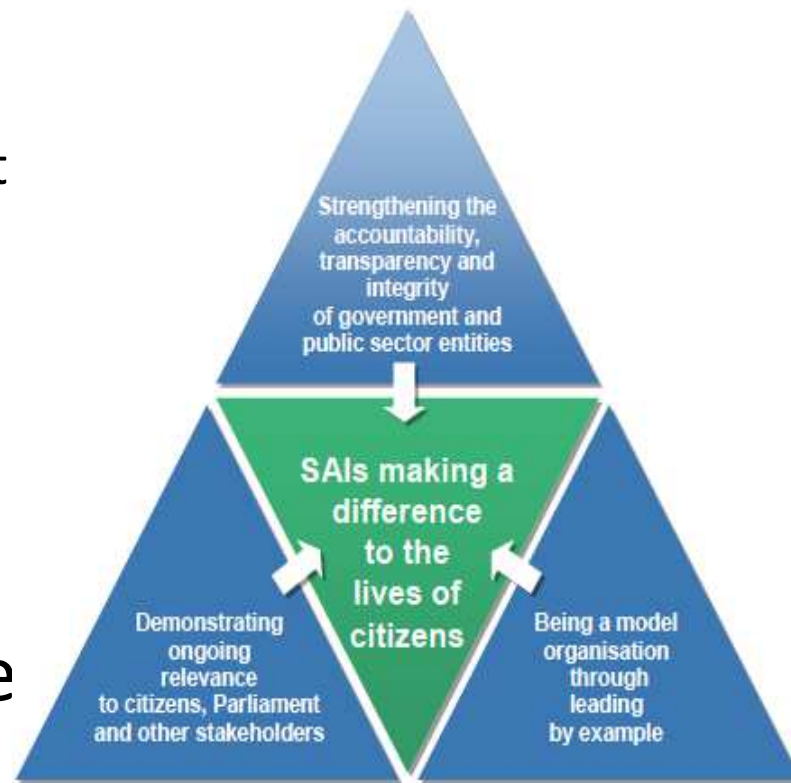 t
Strengthening the
accountability,
transparency and
integrity
of government and
public sector entities
SAIs making a
difference
to the
lives of
citizens
Demonstrating
ongoing
relevance
to citizens, Parliament
and other stakeholders
Being a model
organisation
through
leading
by example
e